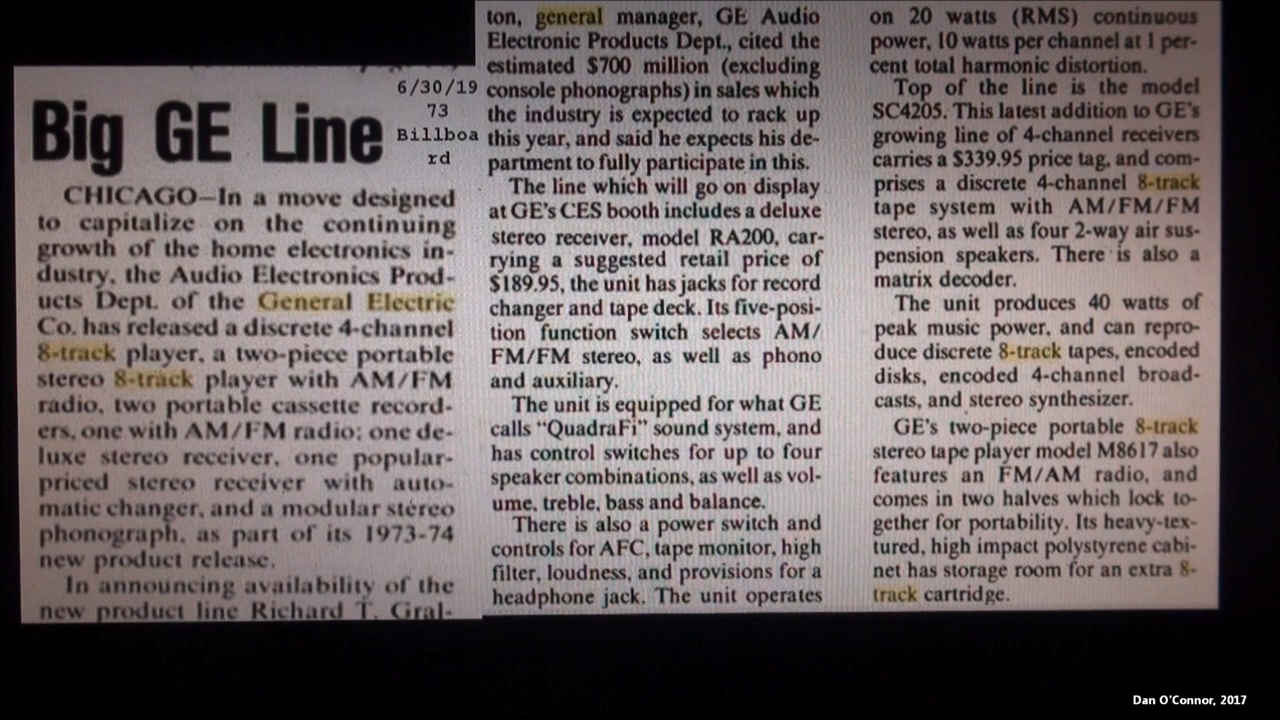 Big GE Line
6/30/19
73
Billboa
rd
CHICAGO—In a move designed
to capitalize on the continuing
growth of the home electronics in-
dustry, the Audio Electronics Prod-
ucts Dept. of the General Electric
Co. has released a discrete 4-channel
8-track player, a two-piece portable
stereo 8-track player with AM/FM
radio, two portable cassette record-
ers, one with AM/FM radio; one de-
luxe stereo receiver, one popular-
priced stereo receiver with auto-
matic changer, and a modular stereo
phonograph, as part of its 1973-74
new product release.
In announcing availability of the
new product line Richard T. Gral-
ton, general manager, GE Audio
Electronic Products Dept., cited the
estimated $700 million (excluding
console phonographs) in sales which
the industry is expected to rack up
this year, and said he expects his de-
partment to fully participate in this.
The line which will go on display
at GE's CES booth includes a deluxe
stereo receiver, model RA200, car-
rying a suggested retail price of
$189.95, the unit has jacks for record
changer and tape deck. Its five-posi-
tion function switch selects AM/
FM/FM stereo, as well as phono
and auxiliary.
The unit is equipped for what GE
calls "QuadraFi" sound system, and
has control switches for up to four
speaker combinations, as well as vol-
ume, treble, bass and balance.
There is also a power switch and
controls for AFC, tape monitor, high
filter, loudness, and provisions for a
headphone jack. The unit operates
on 20 watts (RMS) continuous
power, 10 watts per channel at 1 per-
cent total harmonic distortion.
Top of the line is the model
SC4205. This latest addition to GE's
growing line of 4-channel receivers
carries a $339.95 price tag, and com-
prises a discrete 4-channel 8-track
tape system with AM/FM/FM
stereo, as well as four 2-way air sus-
pension speakers. There is also a
matrix decoder.
The unit produces 40 watts of
peak music power, and can repro-
duce discrete 8-track tapes, encoded
disks, encoded 4-channel broad-
casts, and stereo synthesizer.
GE's two-piece portable 8-track
stereo tape player model M8617 also
features an FM/AM radio, and
comes in two halves which lock to-
gether for portability. Its heavy-tex-
tured, high impact polystyrene cabi-
net has storage room for an extra 8-
track cartridge.
Dan O'Connor, 2017